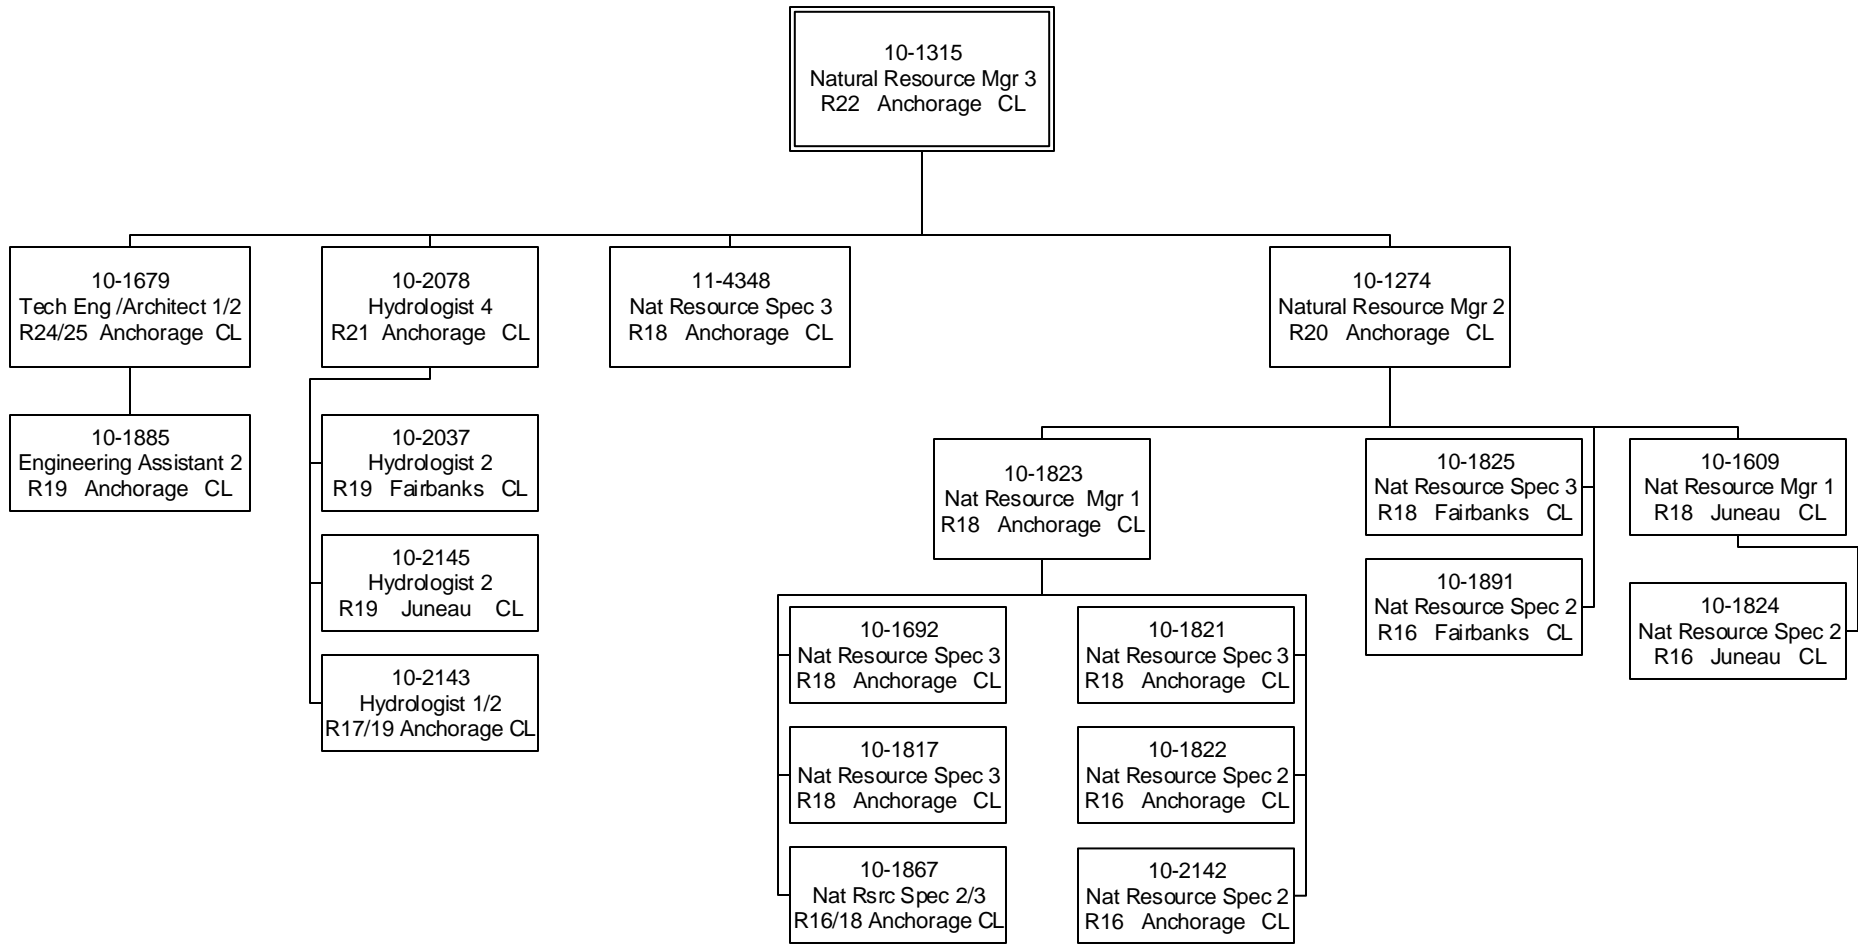 10-1315
Natural Resource Mgr 3
R22 Anchorage CL
10-1679
Tech Eng /Architect 1/2
R24/25 Anchorage CL
10-2078
Hydrologist 4
R21 Anchorage CL
11-4348
Nat Resource Spec 3
R18 Anchorage CL
10-1274
Natural Resource Mgr 2
R20 Anchorage CL
10-1885
Engineering Assistant 2
R19 Anchorage CL
10-2037
Hydrologist 2
R19 Fairbanks CL
10-2145
Hydrologist 2
R19 Juneau CL
10-2143
Hydrologist 1/2
R17/19 Anchorage CL
10-1823
Nat Resource Mgr 1
R18 Anchorage CL
10-1825
Nat Resource Spec 3
R18 Fairbanks CL
10-1609
Nat Resource Mgr 1
R18 Juneau CL
10-1891
Nat Resource Spec 2
R16 Fairbanks CL
10-1824
Nat Resource Spec 2
R16 Juneau CL
10-1692
Nat Resource Spec 3
R18 Anchorage CL
10-1821
Nat Resource Spec 3
R18 Anchorage CL
10-1817
Nat Resource Spec 3
R18 Anchorage CL
10-1822
Nat Resource Spec 2
R16 Anchorage CL
10-1867
Nat Rsrc Spec 2/3
R16/18 Anchorage CL
10-2142
Nat Resource Spec 2
R16 Anchorage CL